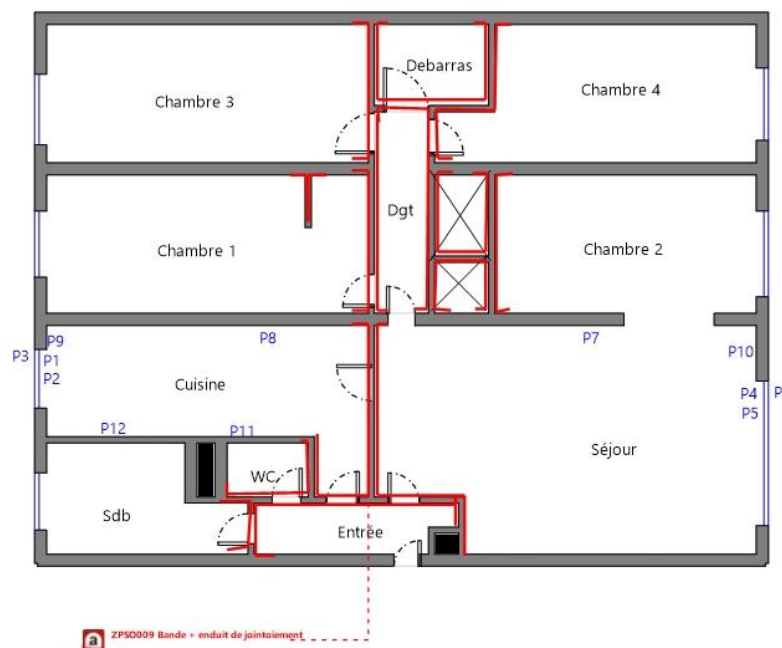 Debarras
Chambre 3
Chambre 4
Dgt
Chambre 1
Chambre 2
P9
P8
P7
P3
P1
P10
P2
Cuisine
P4
P
P5
P12
P11
Séjour
WC
Sdb
Entrée
a
ZPSO009 Bande + enduit de jointoiement